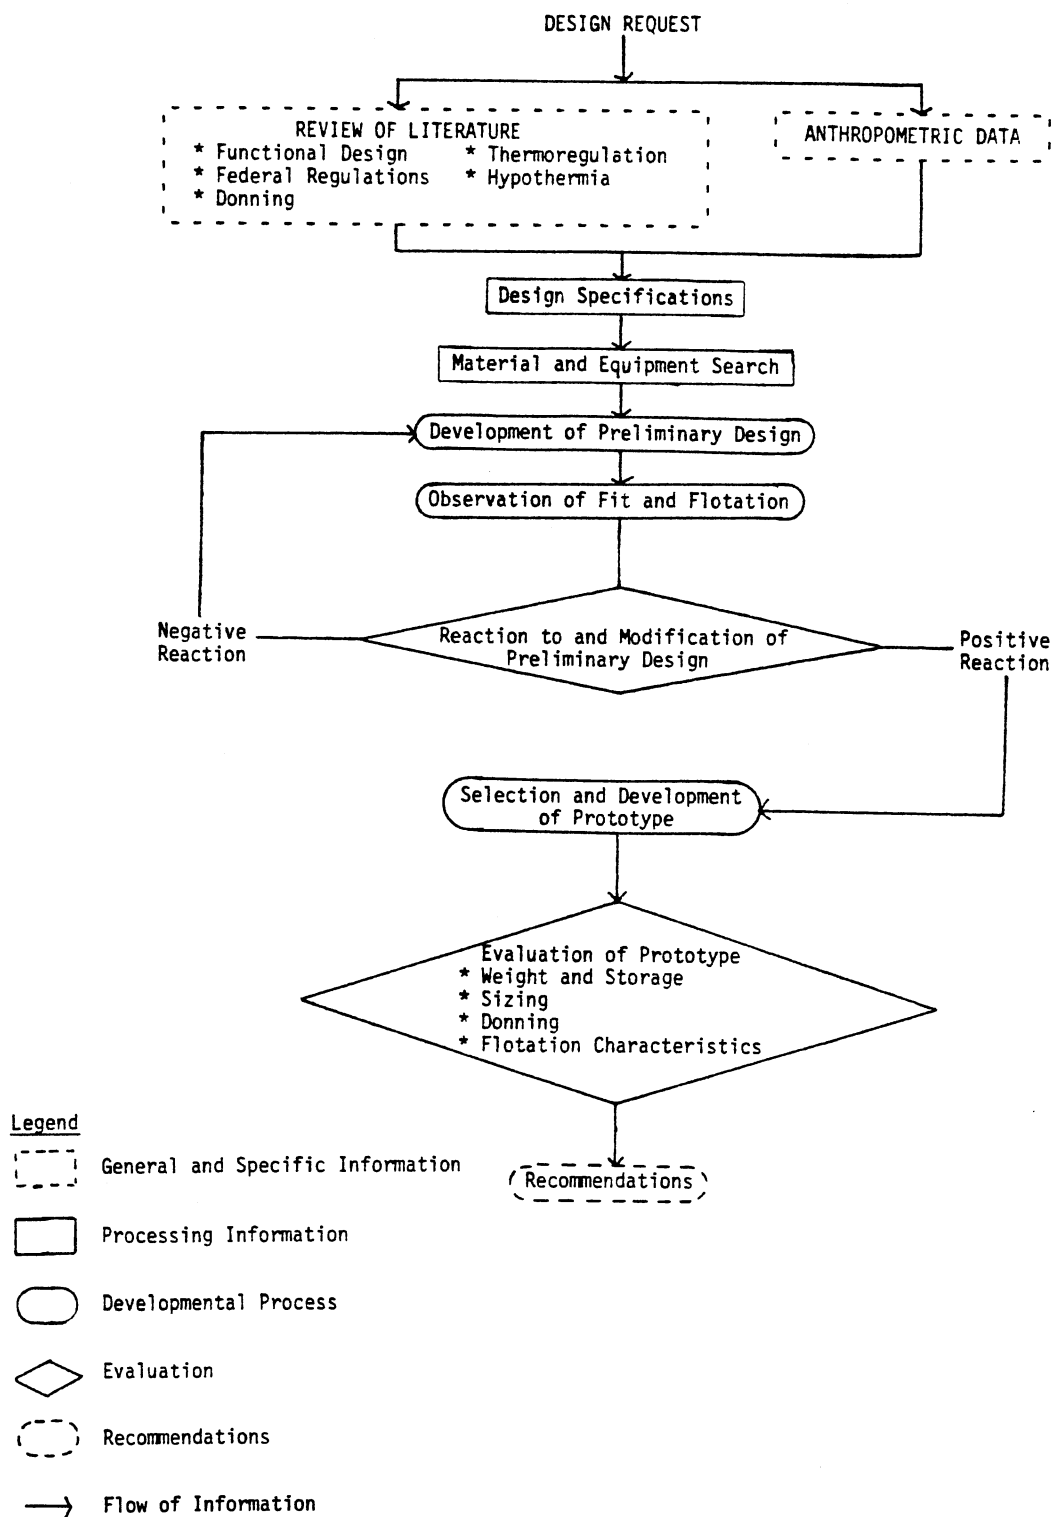 DESIGN REQUEST
REVIEW OF LITERATURE
* Functional Design
* Thermoregulation
* Federal Regulations
* Hypothermia
* Donning
ANTHROPOMETRIC DATA
Design Specifications
Material and Equipment Search
Development of Preliminary Design
Observation of Fit and Flotation
Reaction to and Modification of
Preliminary Design
Negative
Reaction
Positive
Reaction
Selection and Development
of Prototype
Evaluation of Prototype
* Weight and Storage
* Sizing
* Donning
* Flotation Characteristics
Recommendations
Legend
General and Specific Information
Processing Information
Developmental Process
Evaluation
Recommendations
Flow of Information